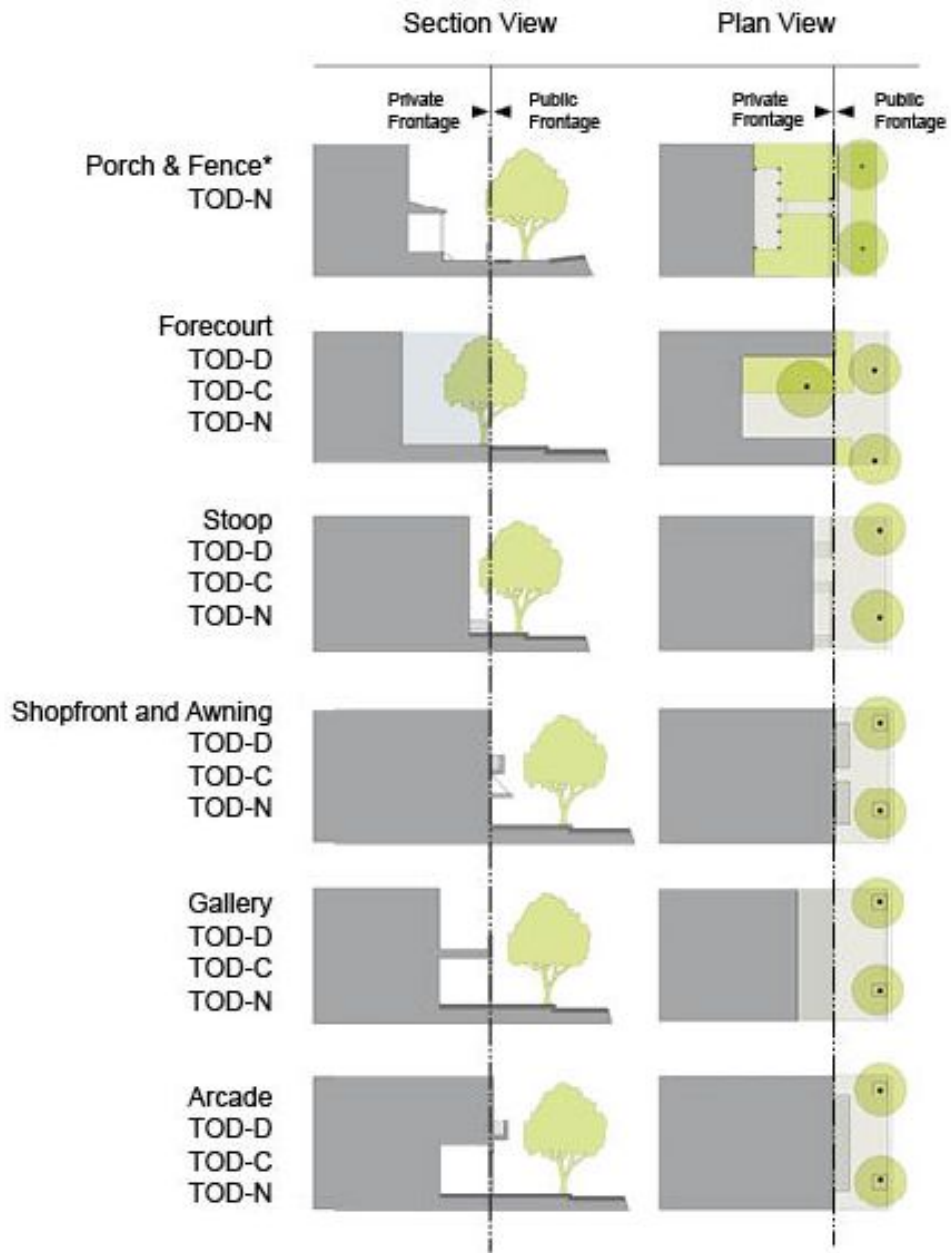 Section View
Plan View
Private
Frontage
Public
Frontage
Private
Frontage
Public
Frontage
Porch & Fence*
TOD-N
Forecourt
TOD-D
TOD-C
TOD-N
Stoop
TOD-D
TOD-C
TOD-N
Shopfront and Awning
TOD-D
TOD-C
TOD-N
Gallery
TOD-D
TOD-C
TOD-N
Arcade
TOD-D
TOD-C
TOD-N